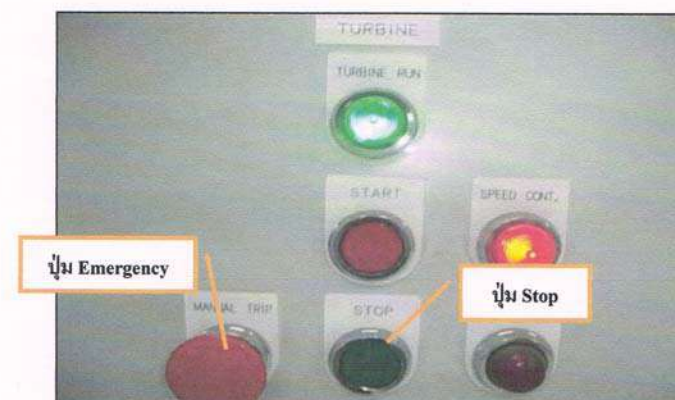 TURBINE
TURBINE RUN
START
SPEED CONT.
ปุ่ม Emergency
ปุ่ม Stop
MANUAL TRIP
STOP